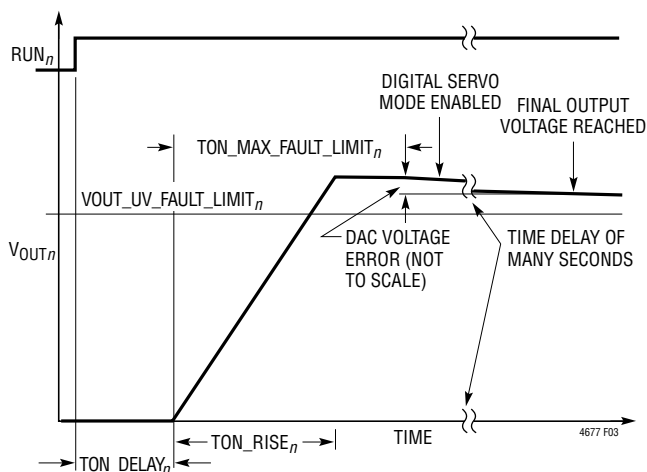 RUNn
DIGITAL SERVO
MODE ENABLED
FINAL OUTPUT
VOLTAGE REACHED
TON_MAX_FAULT_LIMITn
VOUT_UV_FAULT_LIMITn
VOUTn
DAC VOLTAGE
ERROR (NOT
TO SCALE)
TIME DELAY OF
MANY SECONDS
TON_RISEn
TIME
4677 F03
TON_DELAYn